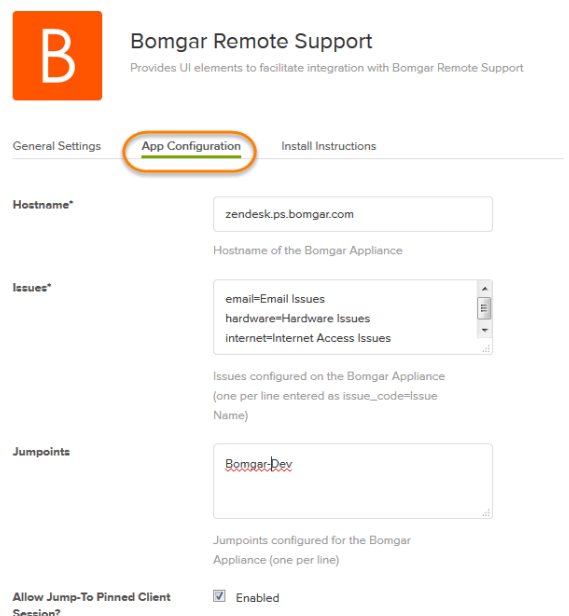 B
Bomgar Remote Support
Provides UI elements to facilitate integration with Bomgar Remote Support
General Settings App Configuration Install Instructions
Hostname*
zendesk.ps.bomgar.com
Hostname of the Bomgar Appliance
Issues*
email=Email Issues
hardware=Hardware Issues
internet=Internet Access Issues
Issues configured on the Bomgar Appliance
(one per line entered as issue_code=Issue
Name)
Jumpoints
Bomgar-Dev
Jumpoints configured for the Bomgar
Appliance (one per line)
Allow Jump-To Pinned Client
Session?
Enabled